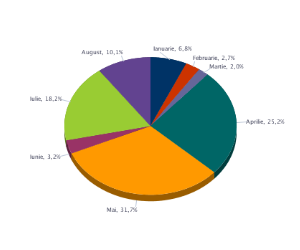 Ianuarie, 6,8%
Februarie, 2,7%
Martie, 2,0%
Aprilie, 25,2%
Mai, 31,7%
Iunie, 3,2%
Iulie, 18,2%
August, 10,1%